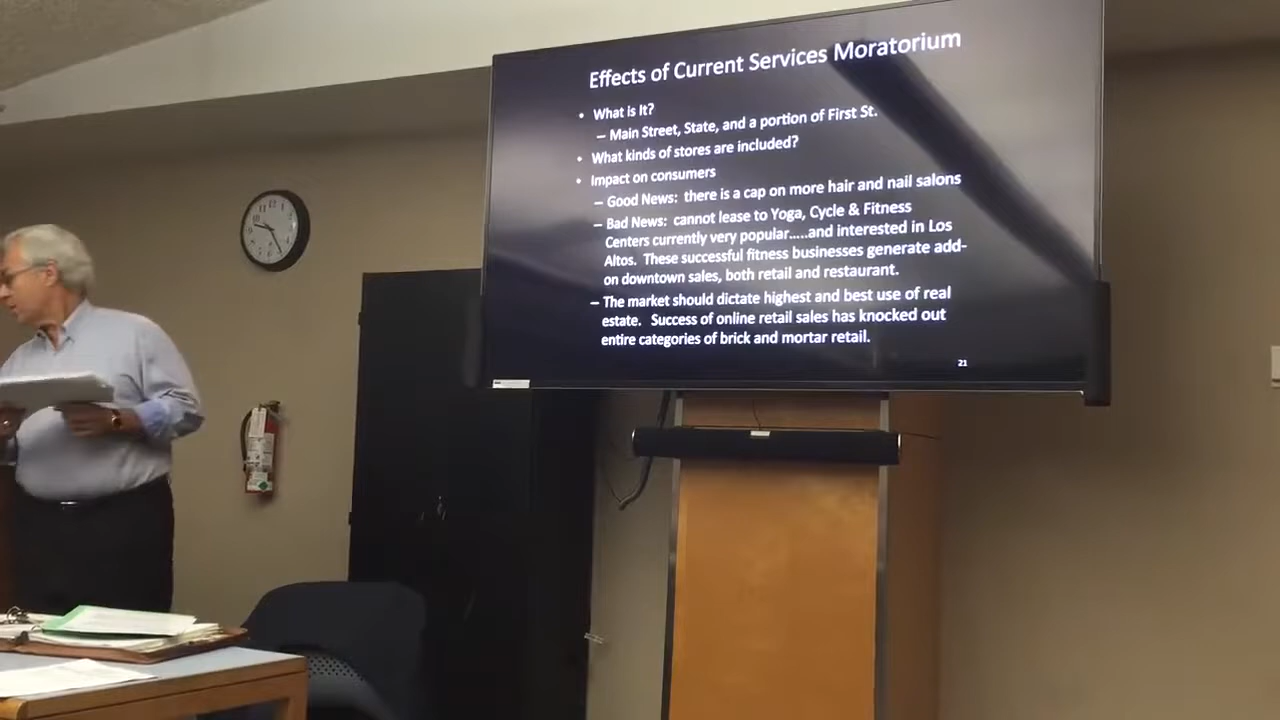 Effects of Current Services Moratorium
• What is It?
– Main Street, State, and a portion of First St.
• What kinds of stores are included?
• Impact on consumers
– Good News: there is a cap on more hair and nail salons
– Bad News: cannot lease to Yoga, Cycle & Fitness
Centers currently very popular.....and interested in Los
Altos. These successful fitness businesses generate add-
on downtown sales, both retail and restaurant.
– The market should dictate highest and best use of real
estate. Success of online retail sales has knocked out
entire categories of brick and mortar retail.
21